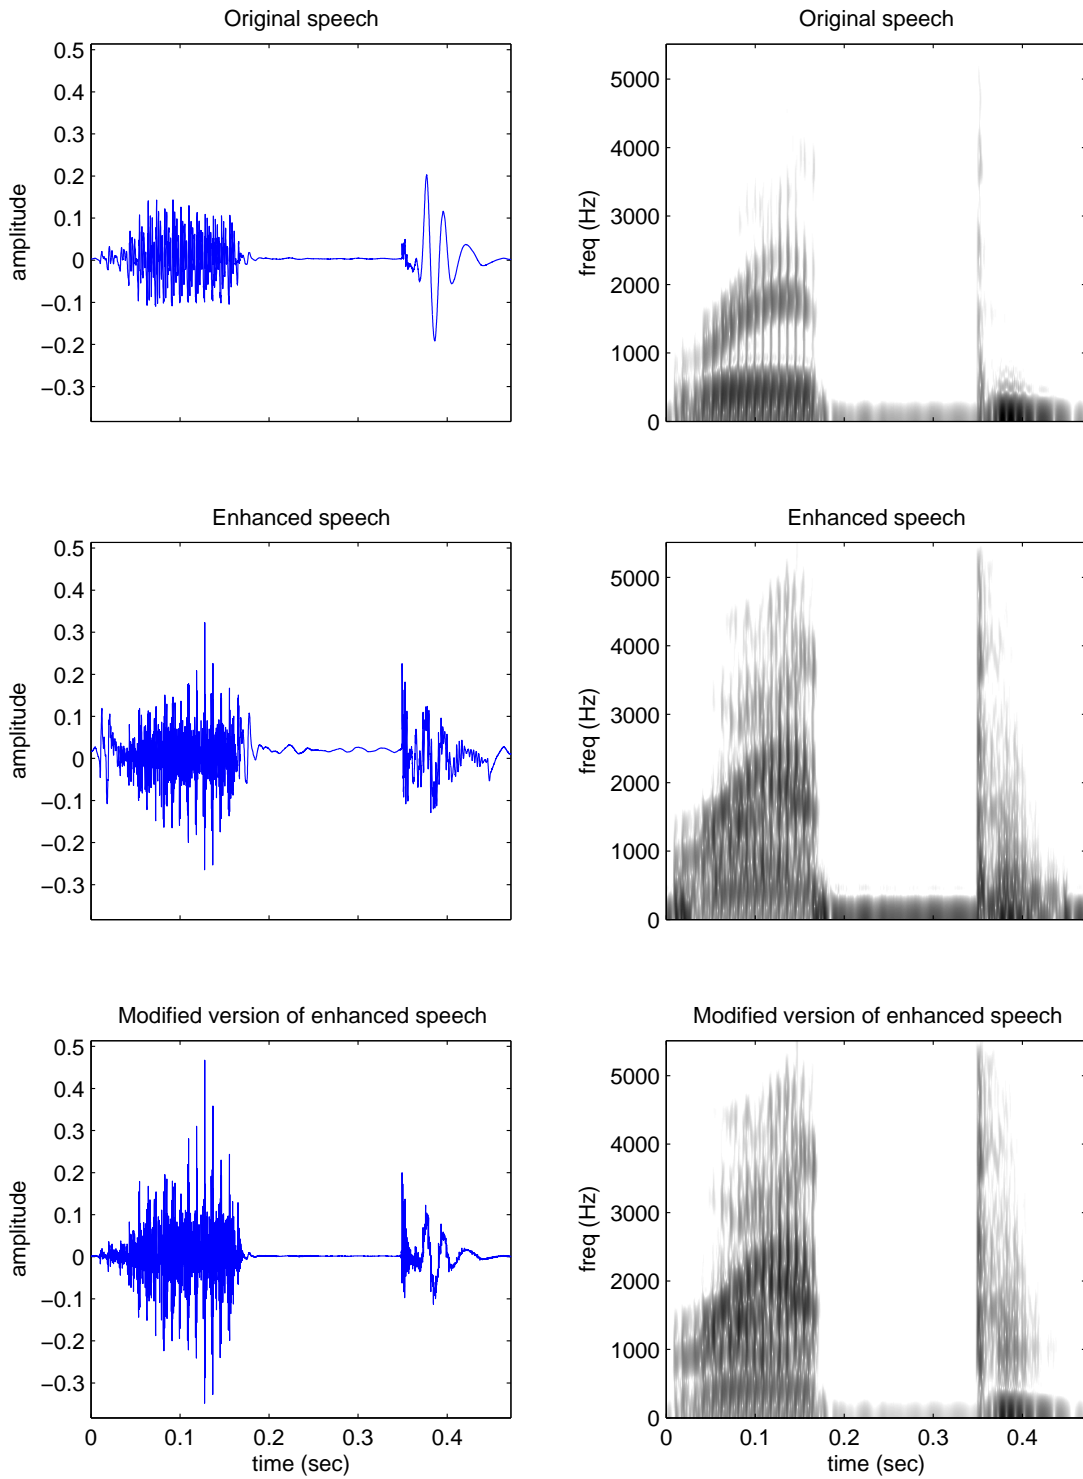 Original speech
0.5
0.4
0.3
0.2
0.1
0
−0.1
−0.2
−0.3
amplitude
Original speech
5000
4000
3000
2000
1000
0
freq (Hz)
Enhanced speech
0.5
0.4
0.3
0.2
0.1
0
−0.1
−0.2
−0.3
amplitude
Enhanced speech
5000
4000
3000
2000
1000
0
freq (Hz)
Modified version of enhanced speech
0.5
0.4
0.3
0.2
0.1
0
−0.1
−0.2
−0.3
amplitude
0 0.1 0.2 0.3 0.4
time (sec)
Modified version of enhanced speech
5000
4000
3000
2000
1000
0
freq (Hz)
0 0.1 0.2 0.3 0.4
time (sec)